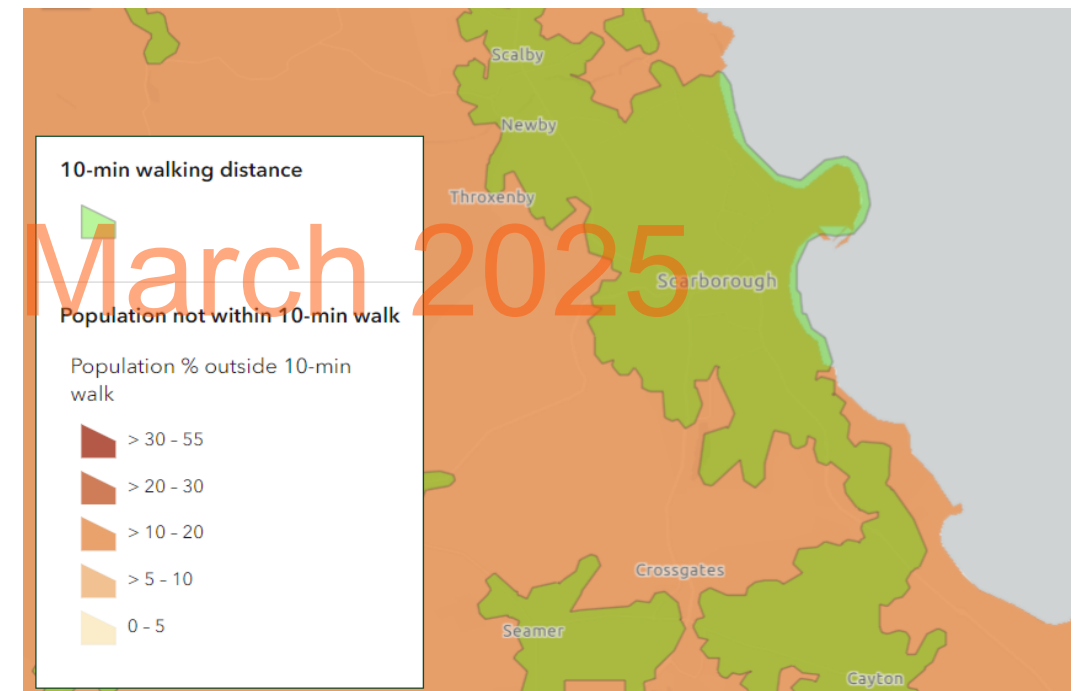 Scalby
Newby
10-min walking distance
Throxenby
March 2025
Scarborough
Population not within 10-min walk
Population % outside 10-min
walk
> 30 - 55
> 20 - 30
> 10 - 20
> 5 - 10
0 - 5
Crossgates
Seamer
Cayton